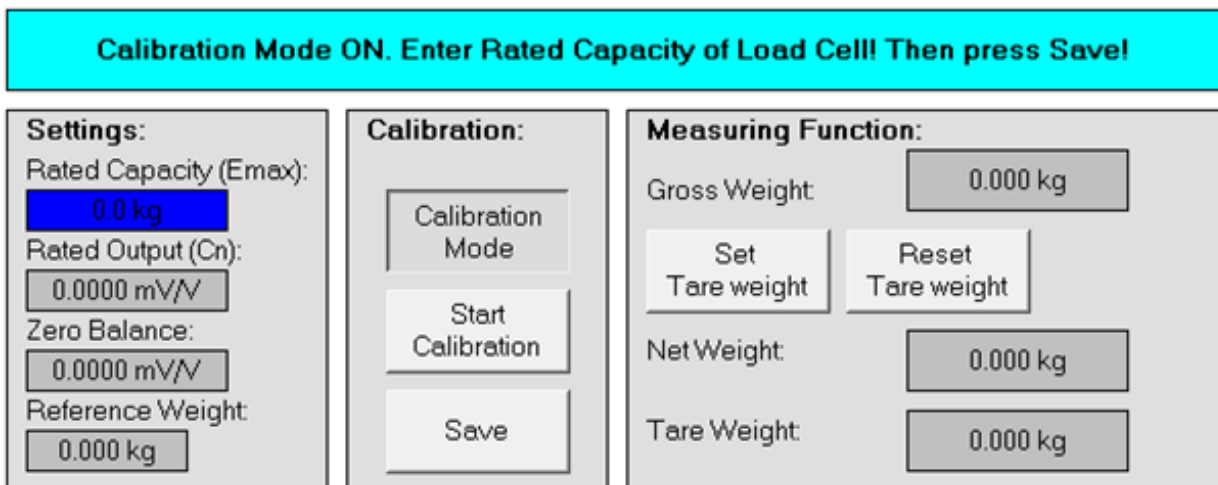 Calibration Mode ON. Enter Rated Capacity of Load Cell! Then press Save!
Settings:
Rated Capacity (Emax):
0.0 kg
Rated Output (Cn):
0.0000 mV/V
Zero Balance:
0.0000 mV/V
Reference Weight:
0.000 kg
Calibration:
Calibration
Mode
Start
Calibration
Save
Measuring Function:
Gross Weight:
0.000 kg
Set
Tare weight
Reset
Tare weight
Net Weight:
0.000 kg
Tare Weight:
0.000 kg